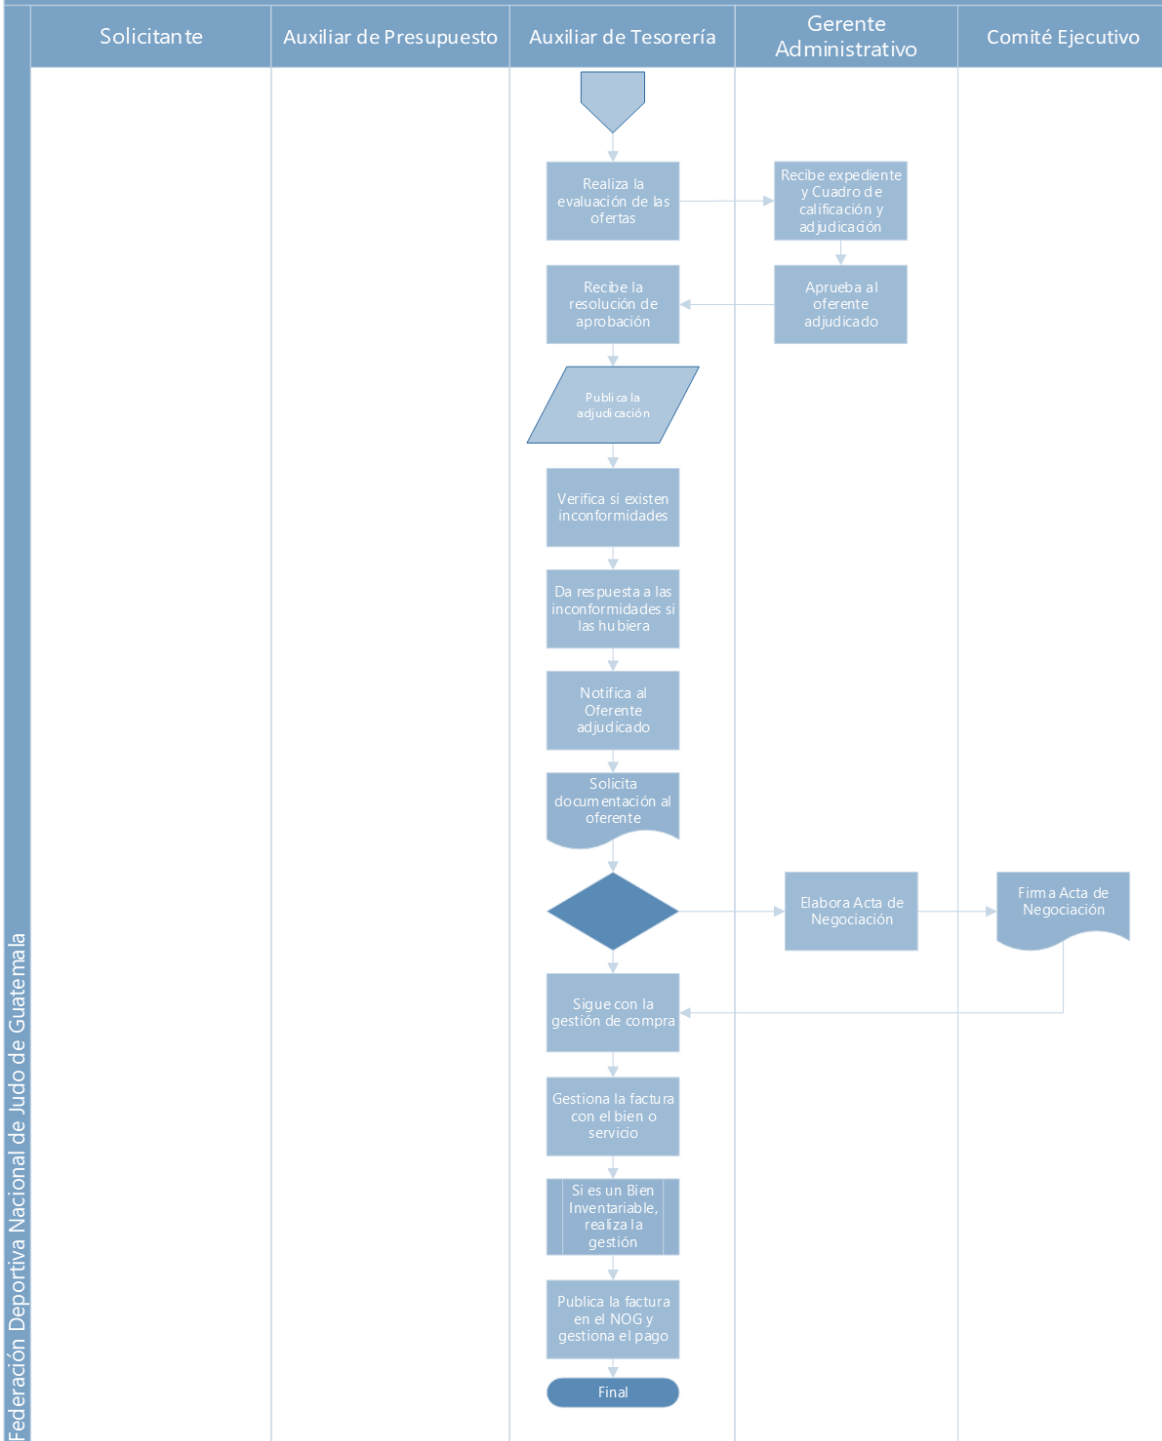 Solicitante
Auxiliar de Presupuesto
Auxiliar de Tesorería
Gerente
Administrativo
Comité Ejecutivo
Federación Deportiva Nacional de Judo de Guatemala
Realiza la
evaluación de las
ofertas
Recibe expediente
y Cuadro de
calificación y
adjudicación
Recibe la
resolución de
aprobación
Aprueba al
oferente
adjudicado
Publica la
adjudicación
Verifica si existen
inconformidades
Da respuesta a las
inconformidades si
las hubiera
Notifica al
Oferente
adjudicado
Solicita
documentación al
oferente
Elabora Acta de
Negociación
Firma Acta de
Negociación
Sigue con la
gestión de compra
Gestiona la factura
con el bien o
servicio
Si es un Bien
Inventariable,
realiza la
gestión
Publica la factura
en el NOG y
gestiona el pago
Final